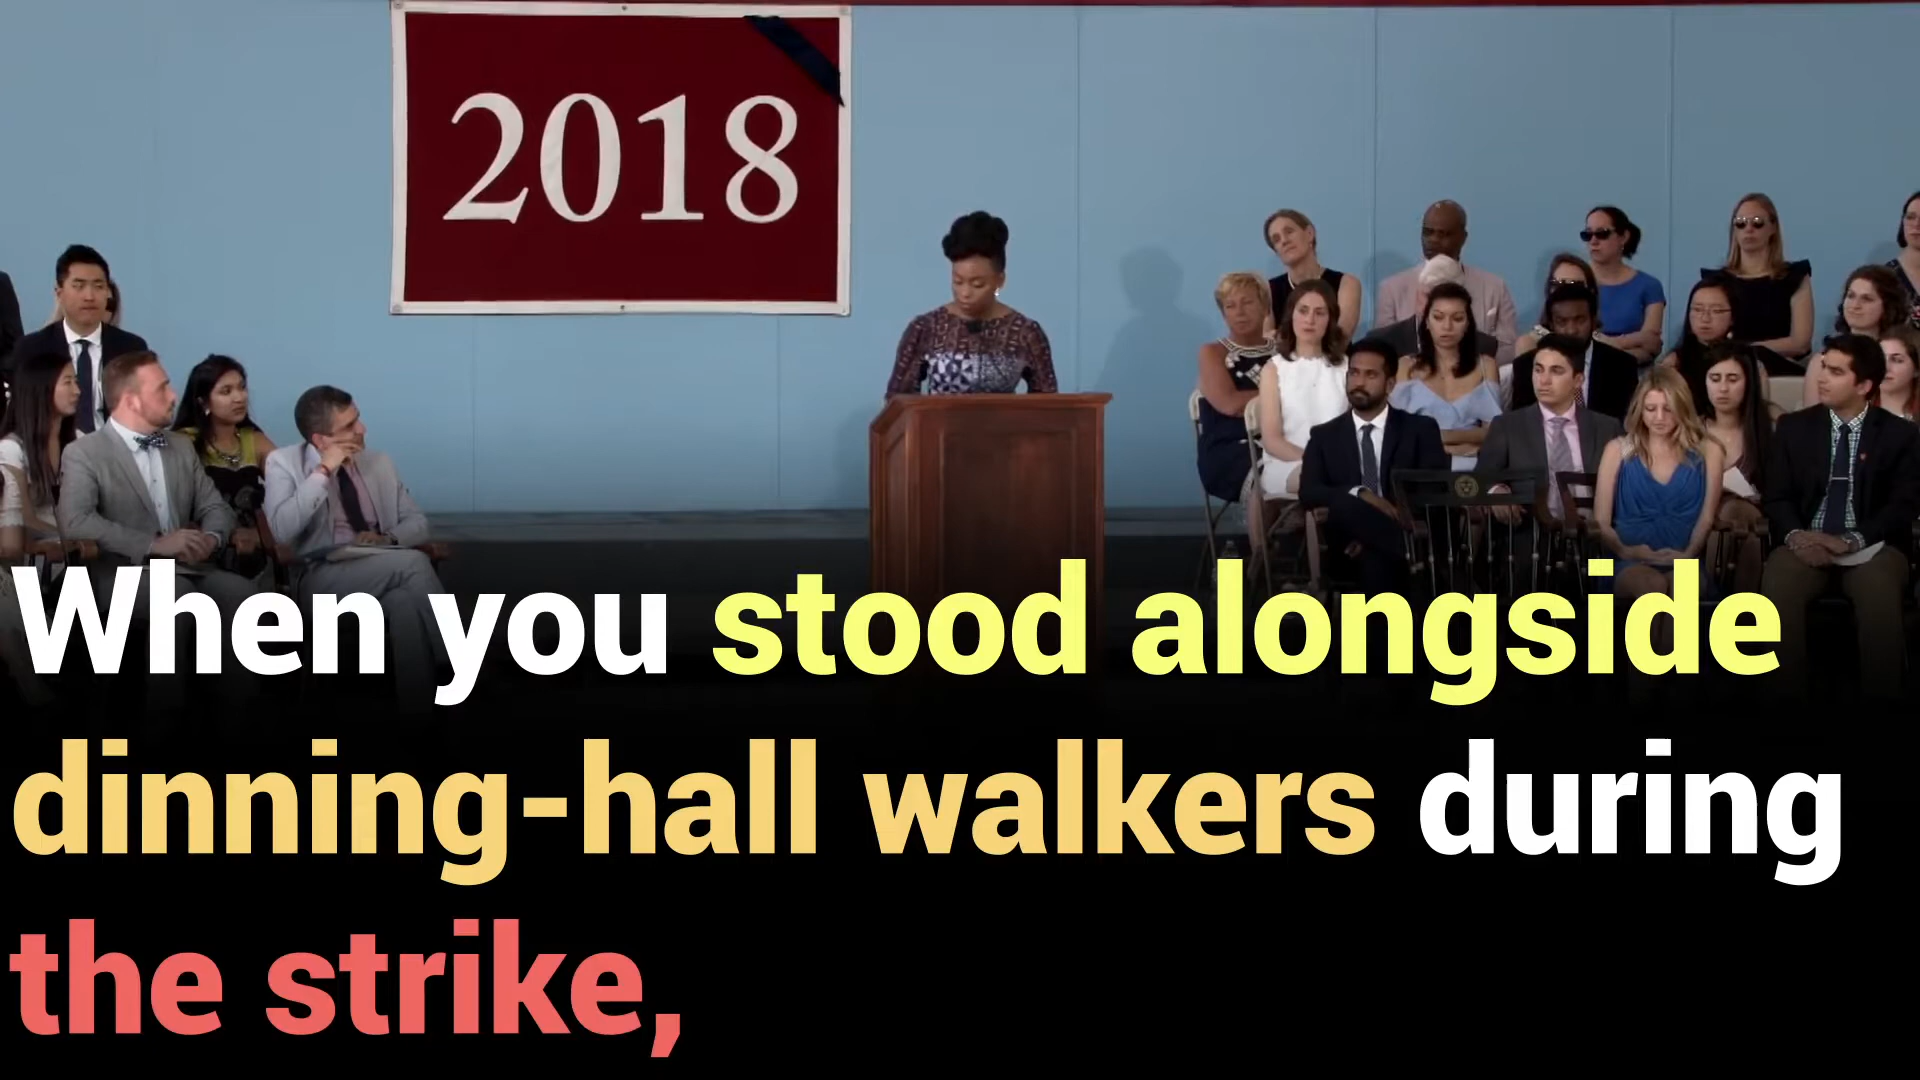 2018
When you stood alongside
dinning-hall walkers during
the strike,